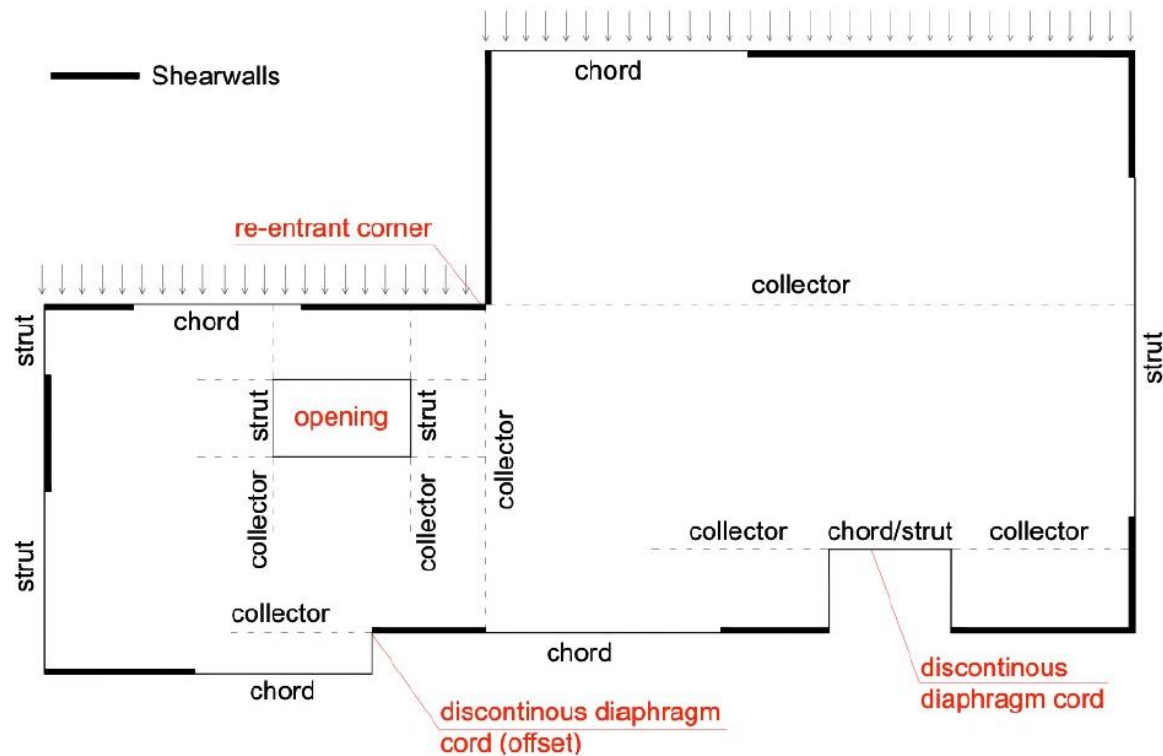 Shearwalls
chord
re-entrant corner
collector
chord
strut
strut
strut
opening
strut
collector
strut
collector
collector
collector
chord/strut
collector
strut
collector
chord
chord
discontinous diaphragm
cord (offset)
discontinous
diaphragm cord